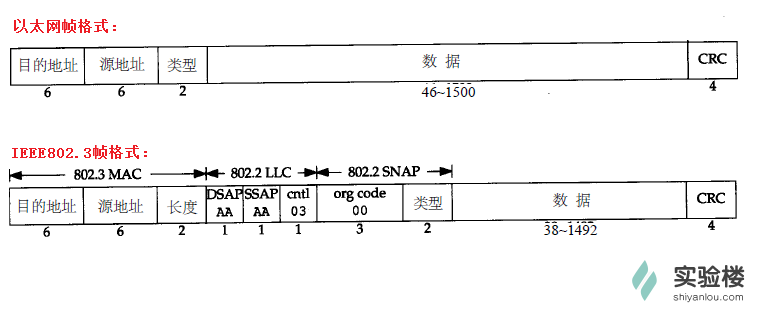 以太网帧格式：
目的地址 源地址 类型 数 据 CRC
6 6 2 46~1500 4
IEEE802.3帧格式：
802.3 MAC 802.2 LLC 802.2 SNAP
目的地址 源地址 长度 DSAP AA SSAP AA cntl 03 org code 00 类型 数 据 CRC
6 6 2 1 1 1 3 2 38~1492 4
实验楼
shiyanlou.com